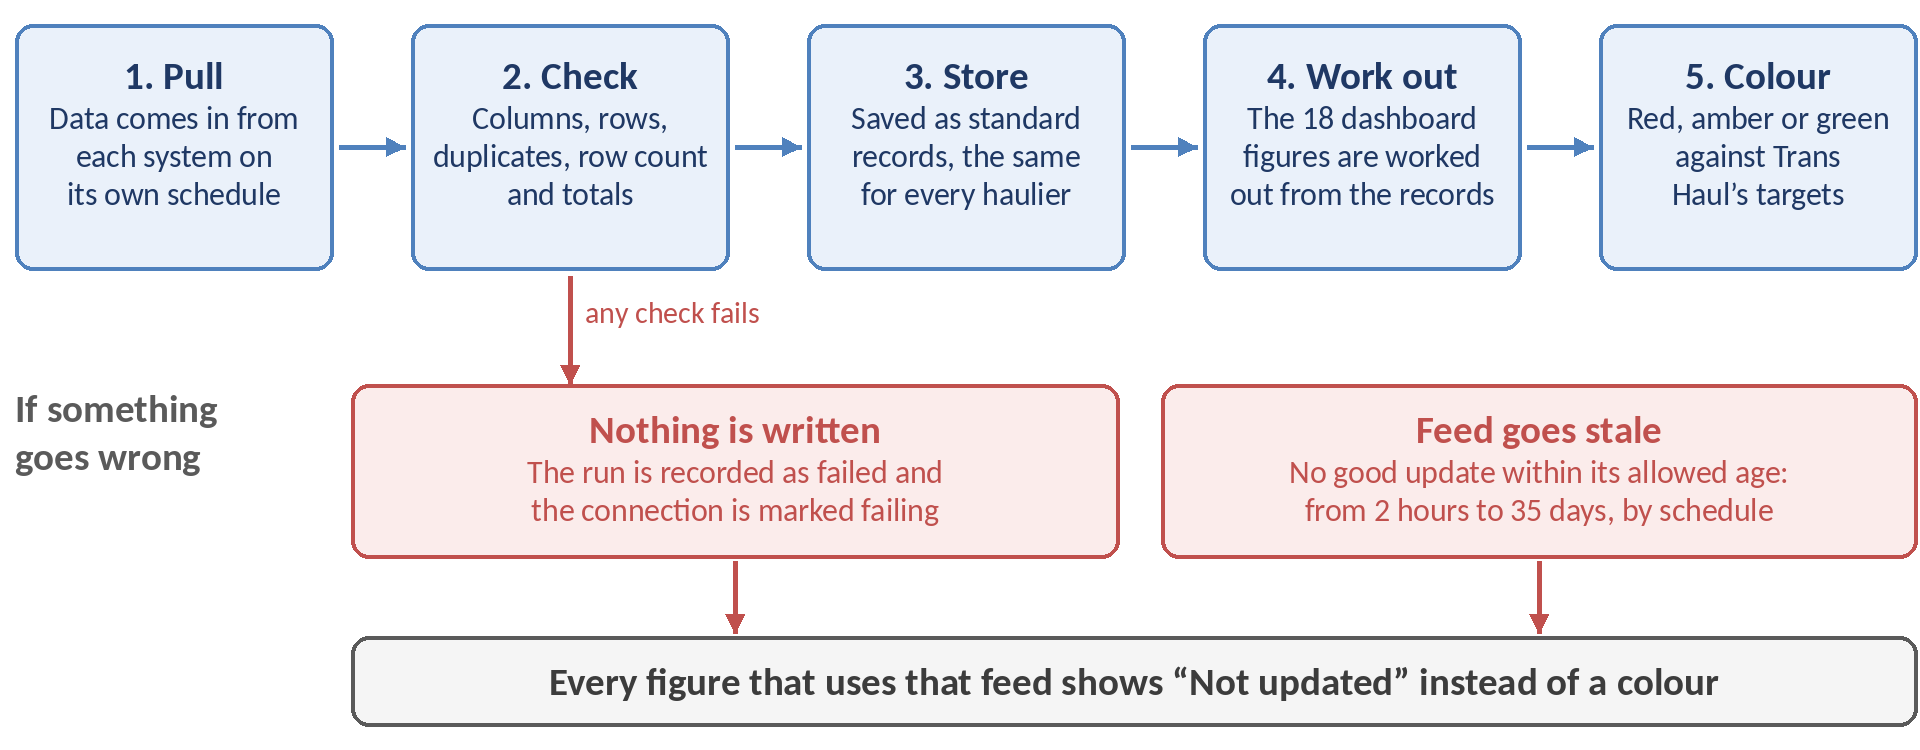 1. Pull
Data comes in from
each system on
its own schedule
2. Check
Columns, rows,
duplicates, row count
and totals
3. Store
Saved as standard
records, the same
for every haulier
4. Work out
The 18 dashboard
figures are worked
out from the records
5. Colour
Red, amber or green
against Trans
Haul’s targets
any check fails
If something
goes wrong
Nothing is written
The run is recorded as failed and
the connection is marked failing
Feed goes stale
No good update within its allowed age:
from 2 hours to 35 days, by schedule
Every figure that uses that feed shows “Not updated” instead of a colour